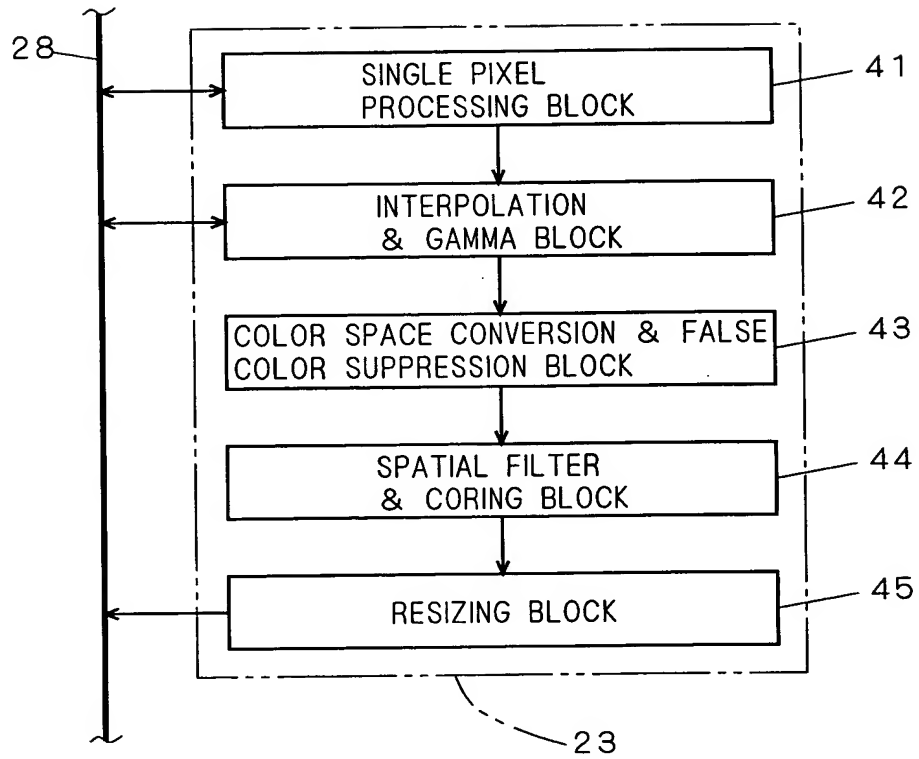 28
SINGLE PIXEL
PROCESSING BLOCK
41
INTERPOLATION
& GAMMA BLOCK
42
COLOR SPACE CONVERSION & FALSE
COLOR SUPPRESSION BLOCK
43
SPATIAL FILTER
& CORING BLOCK
44
RESIZING BLOCK
45
23